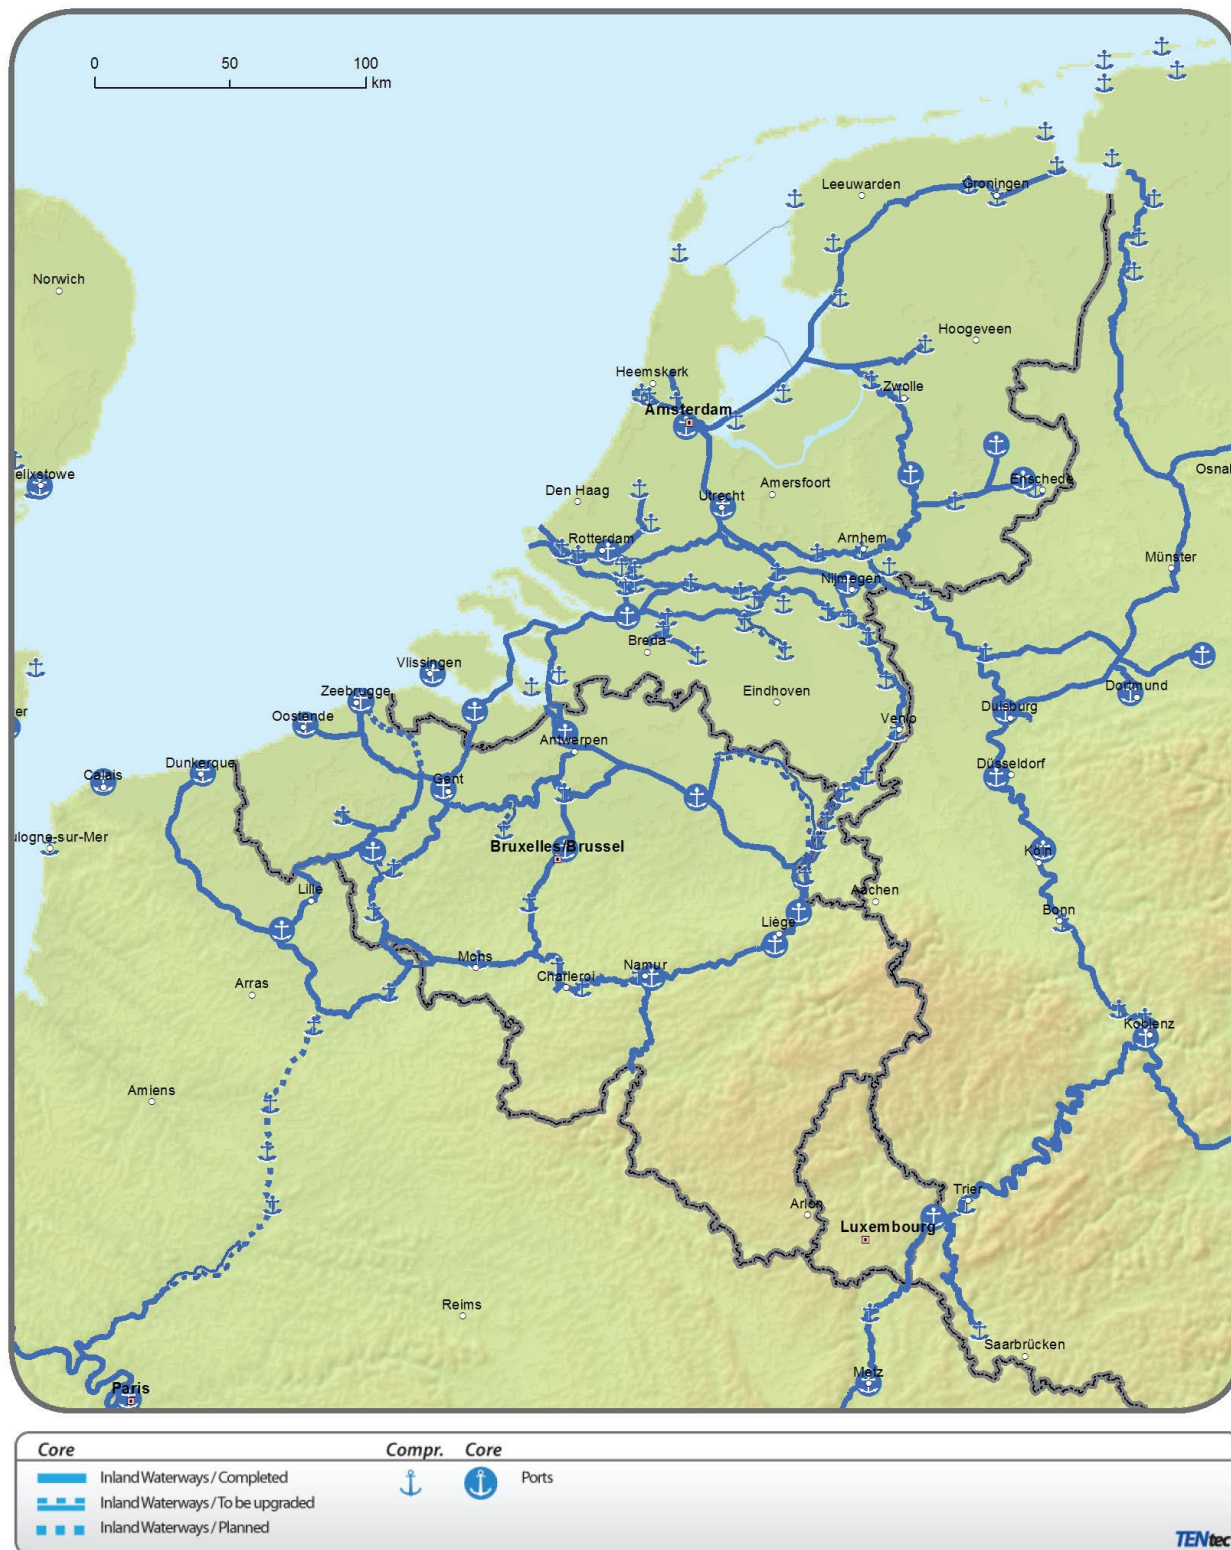 0 50 100
km
Leeuwarden
Groningen
Norwich
Hoogeveen
Heemskerk
Zwolle
Amsterdam
elixstowe
Osnal
Enschede
Den Haag
Amersfoort
Utrecht
Rotterdam
Arnhem
Münster
Nijmegen
Breda
Vlissingen
Zeebrugge
Eindhoven
Dortmund
ver
Oostende
Venlo
Duisburg
Antwerpen
Dunkerque
Calais
Düsseldorf
Gent
ulogne-sur-Mer
Bruxelles/Brussel
Köln
Lille
Aachen
Bonn
Liège
Mons
Charleroi
Namur
Arras
Koblenz
Amiens
Trier
Arlon
Luxembourg
Reims
Saarbrücken
Metz
Paris
Core Compr. Core
Inland Waterways / Completed Ports
Inland Waterways / To be upgraded
Inland Waterways / Planned
TENtec